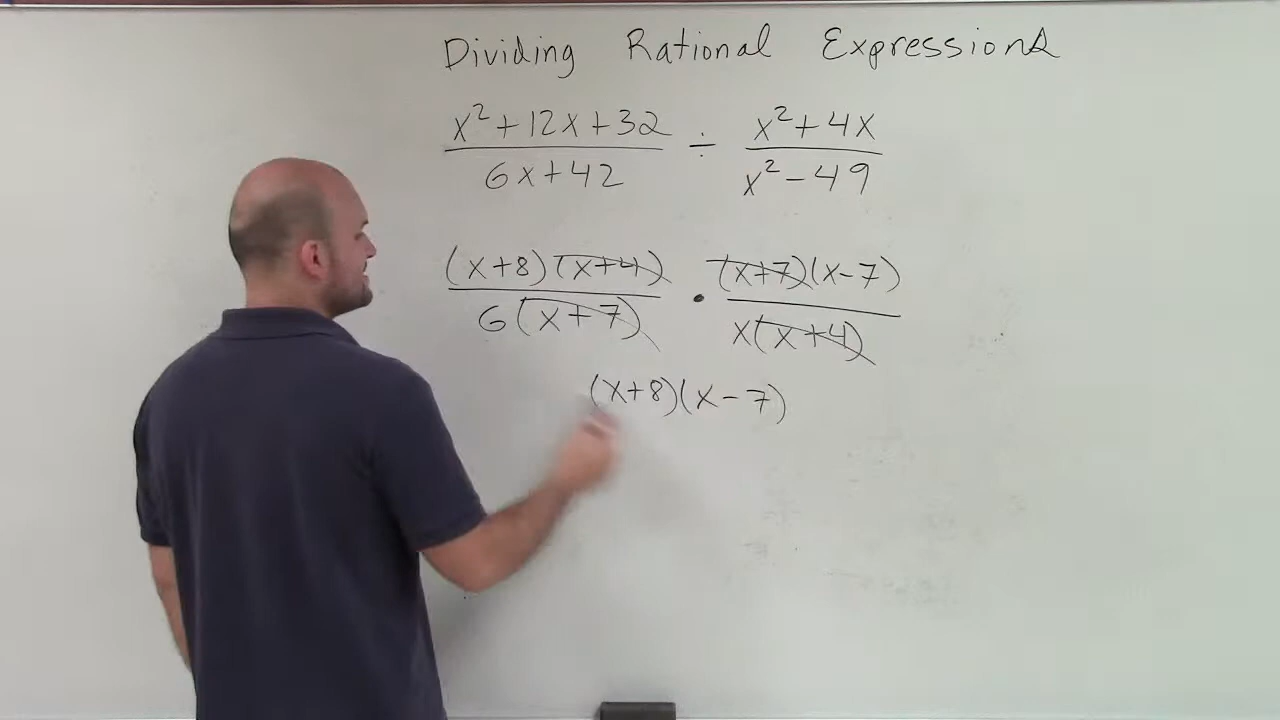 Dividing Rational Expressions
x²+12x+32 ÷ x²+4x
6x+42 x²-49
(x+8)(x+4) · (x+7)(x-7)
6(x+7) x(x+4)
(x+8)(x-7)